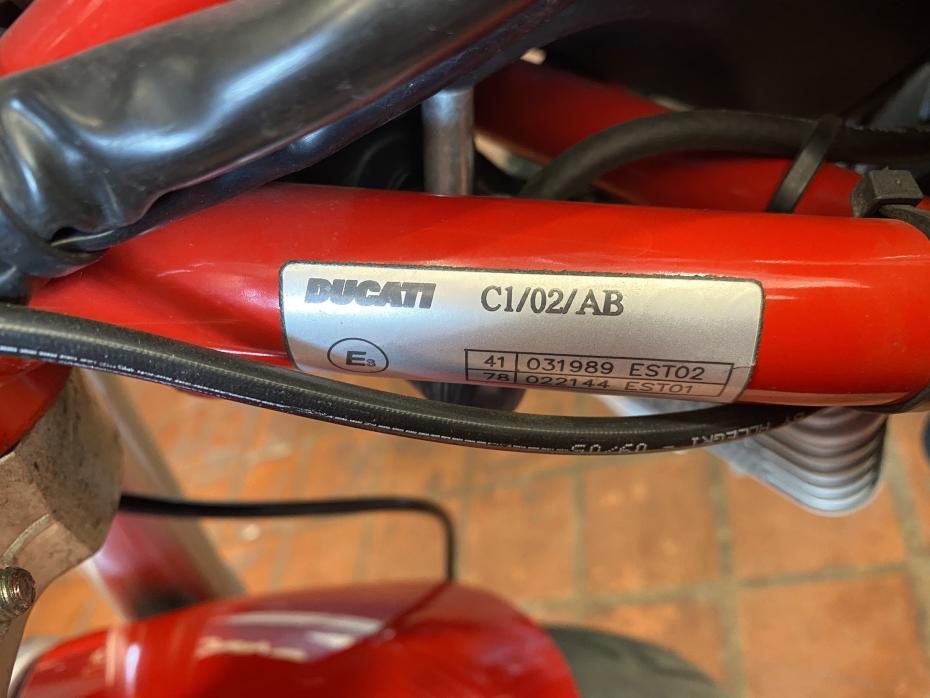 DUCATI C1/02/AB
E3
41 031989 EST02
78 022144 EST01